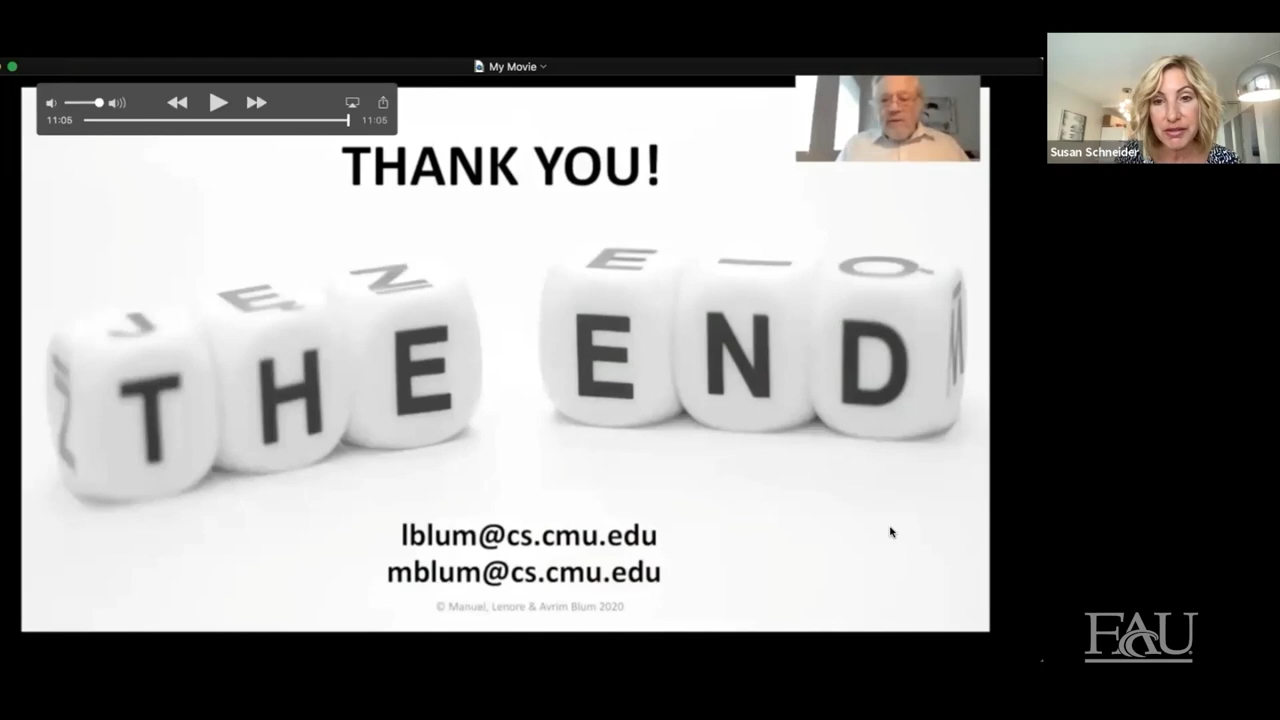 My Movie
11:05
11:05
Susan Schneider
THANK YOU!
J E N E I Q
THE END
M
lblum@cs.cmu.edu
mblum@cs.cmu.edu
© Manuel, Lenore & Avrim Blum 2020
FAU